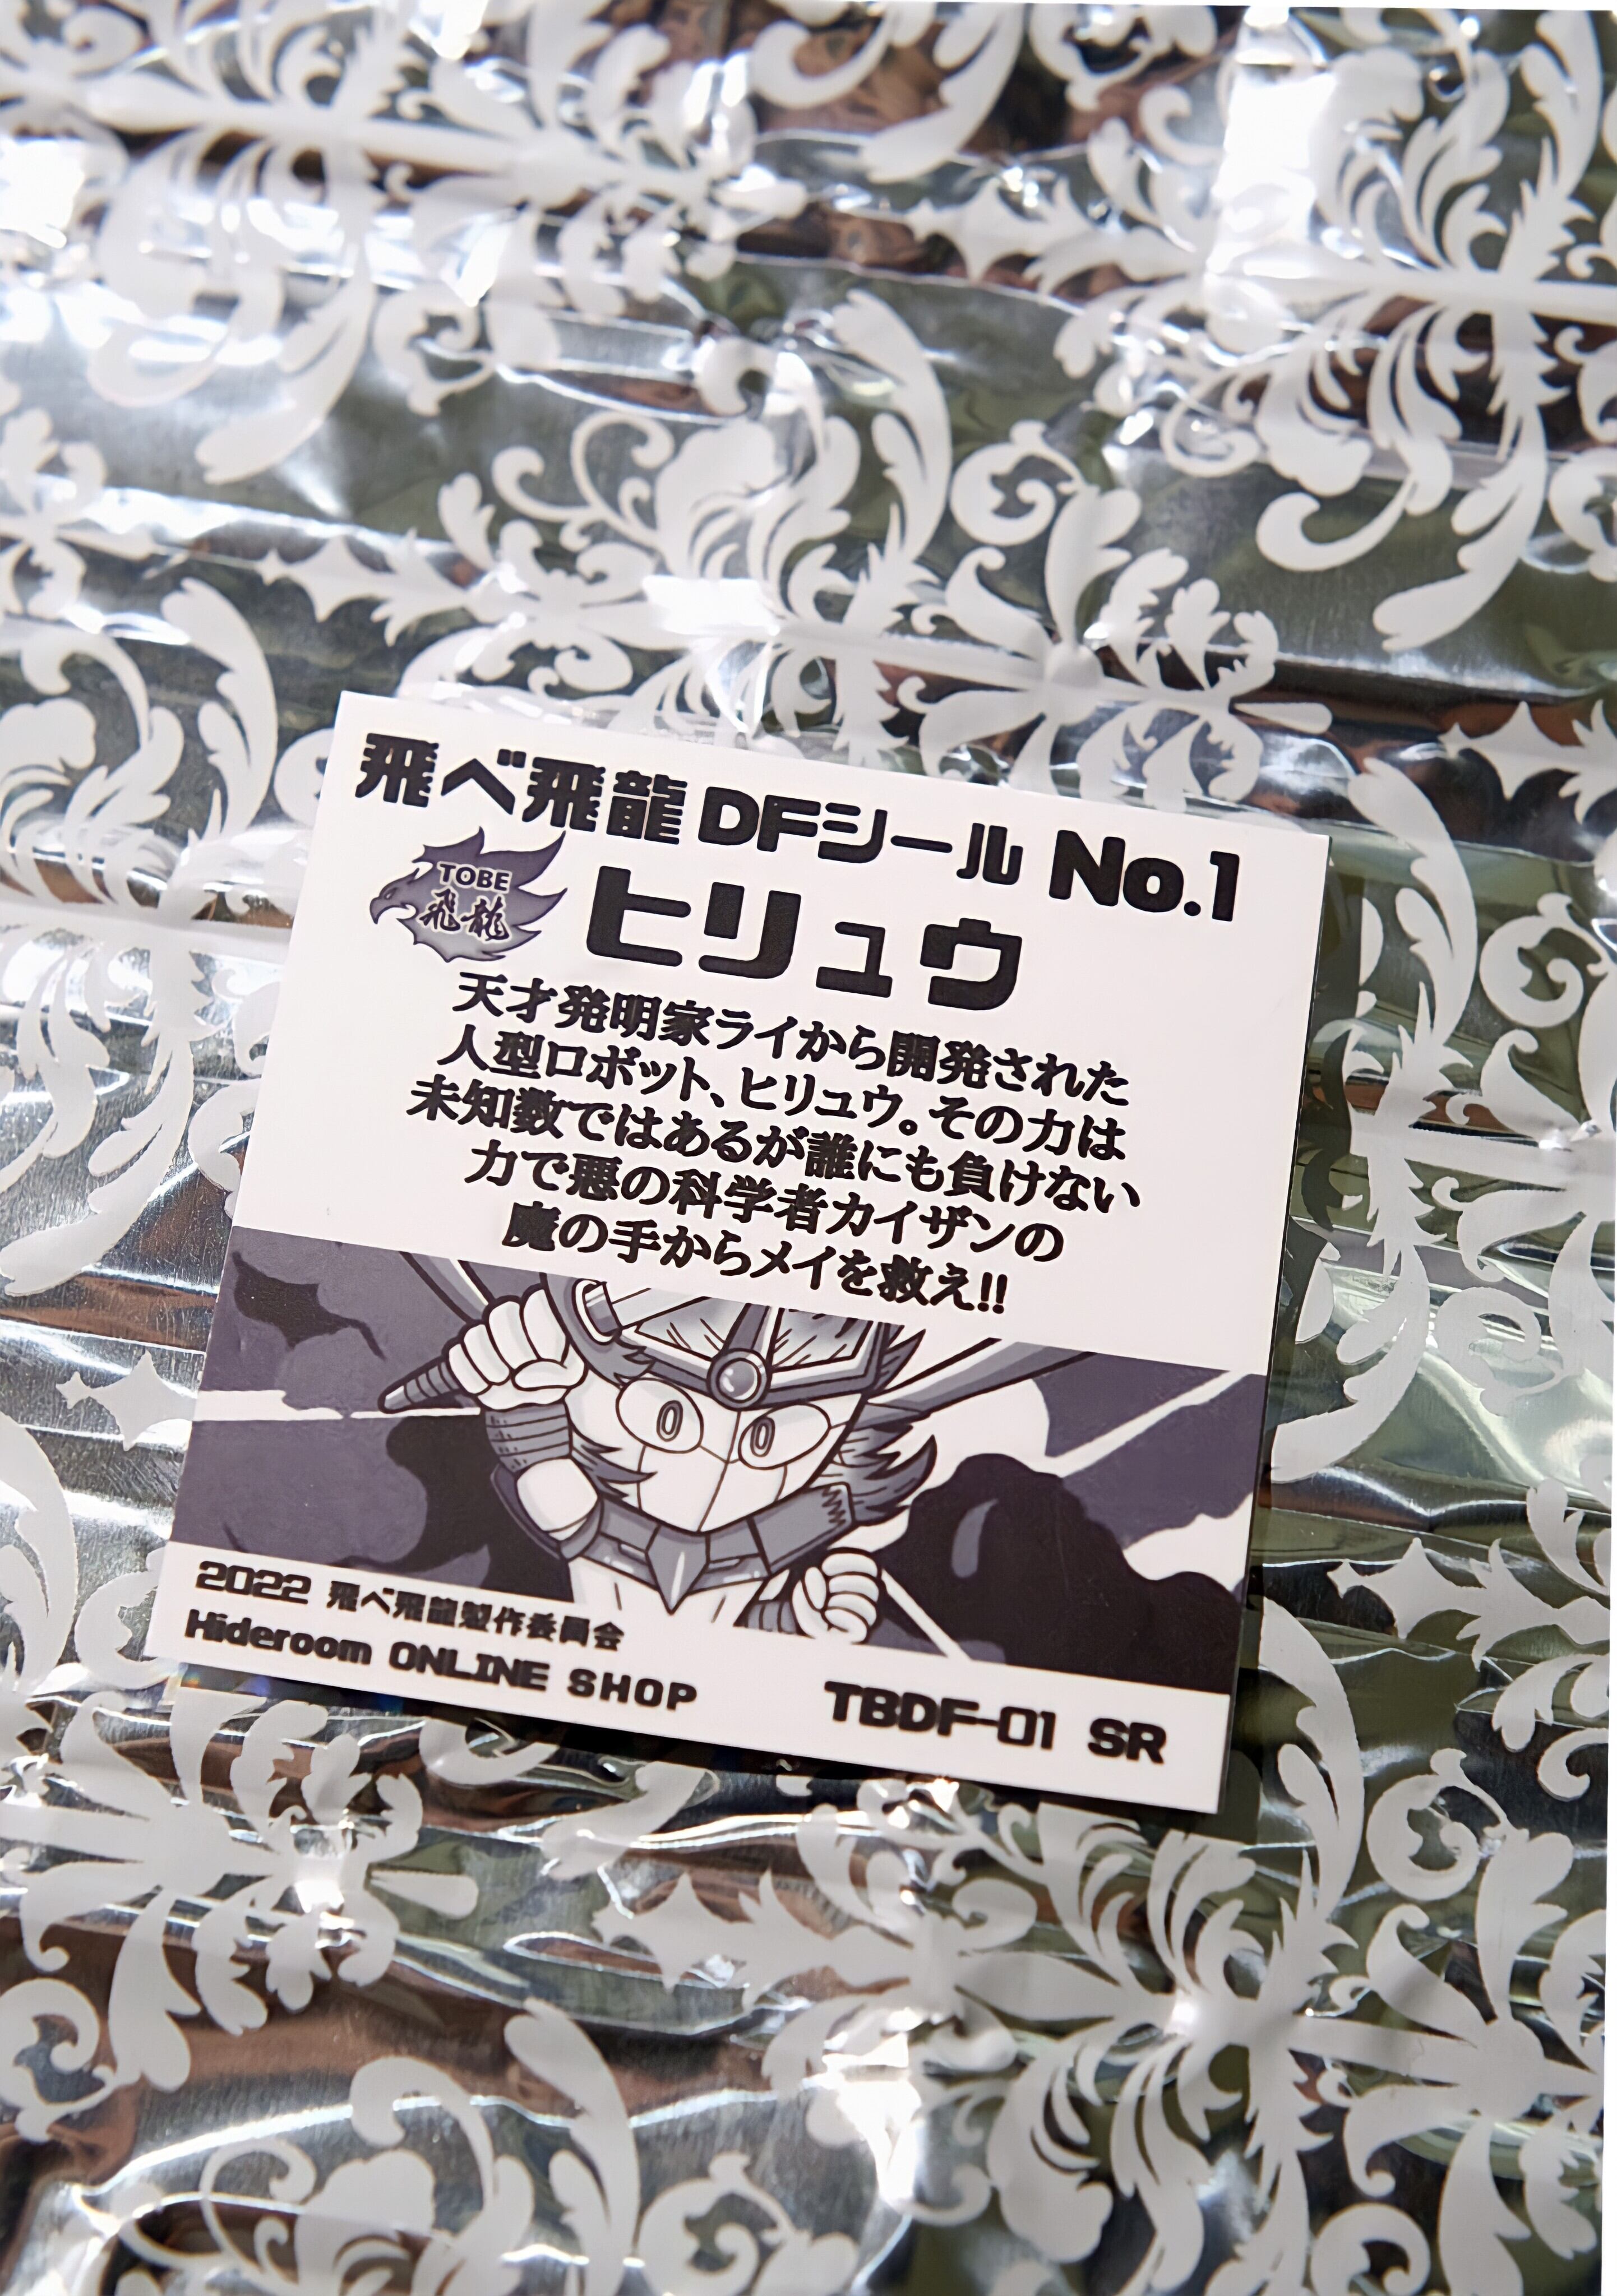 飛べ飛龍 DFシール No.1
TOBE
飛龍
ヒリュウ
天才発明家ライから開発された
人型ロボット、ヒリュウ。その力は
未知数ではあるが誰にも負けない
力で悪の科学者カイザンの
魔の手からメイを救え!!
2022 飛べ飛龍製作委員会
Hideroom ONLINE SHOP
TBDF-01 SR